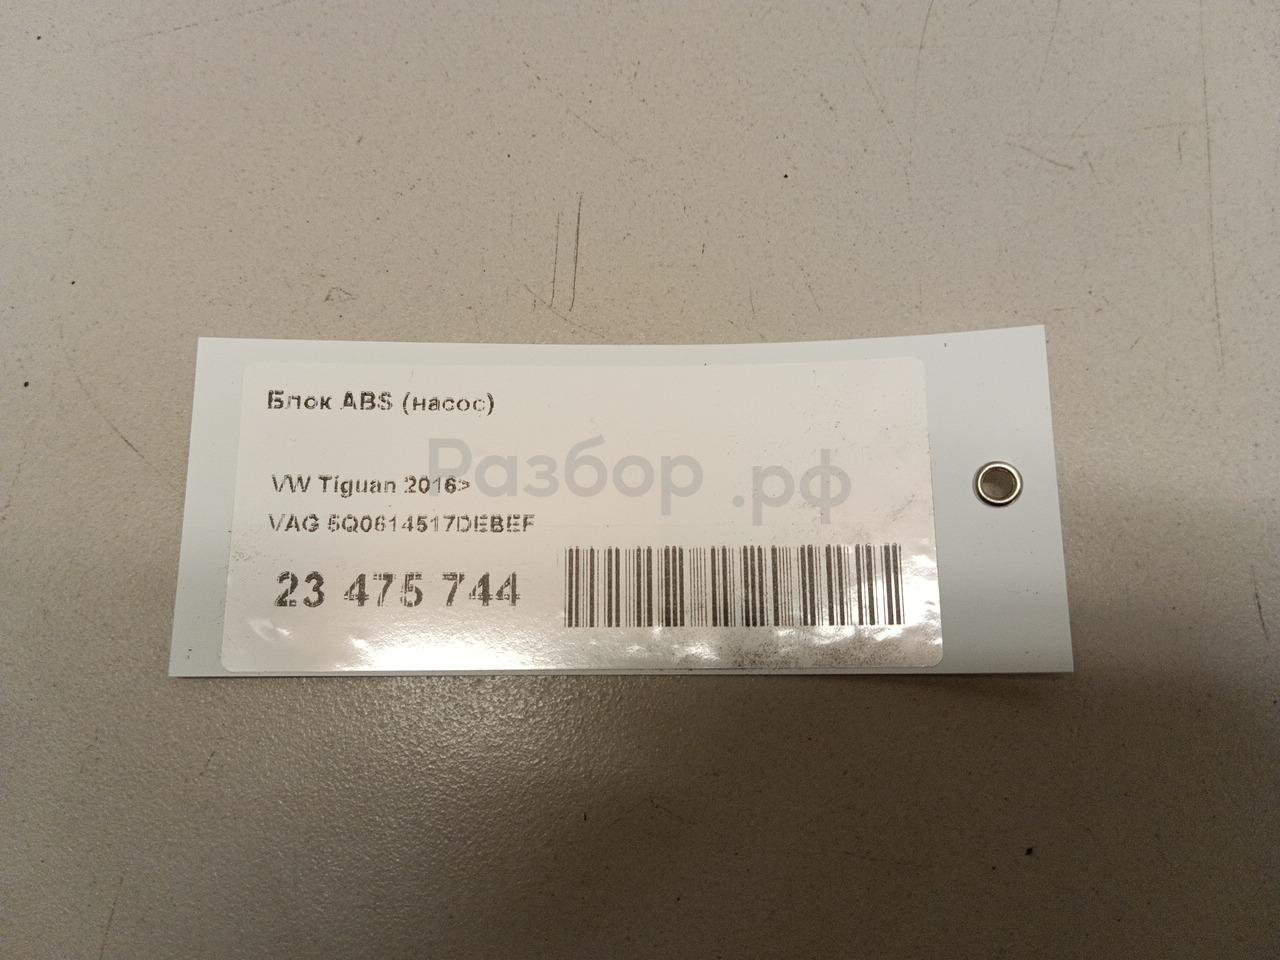 Блок ABS (насос)
Разбор.рф
VW Tiguan 2016>
VAG 5Q0614517DEBEF
23 475 744